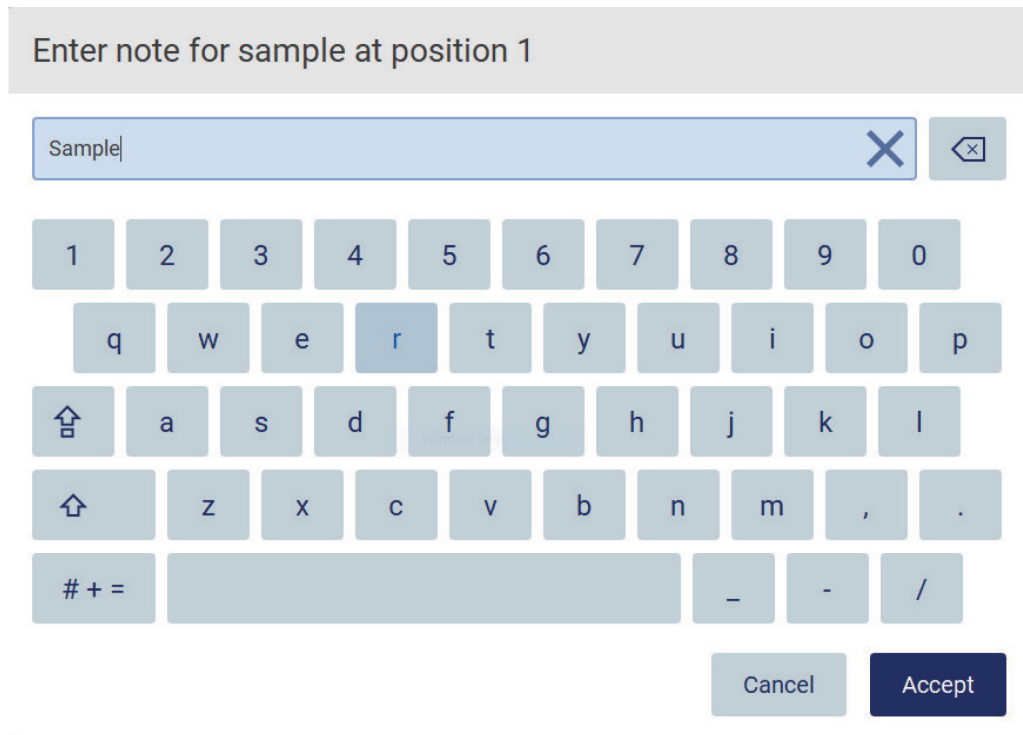 Enter note for sample at position 1
Sample
1 2 3 4 5 6 7 8 9 0
q w e r t y u i o p
a s d f g h j k l
z x c v b n m , .
# + = _ - /
Cancel Accept